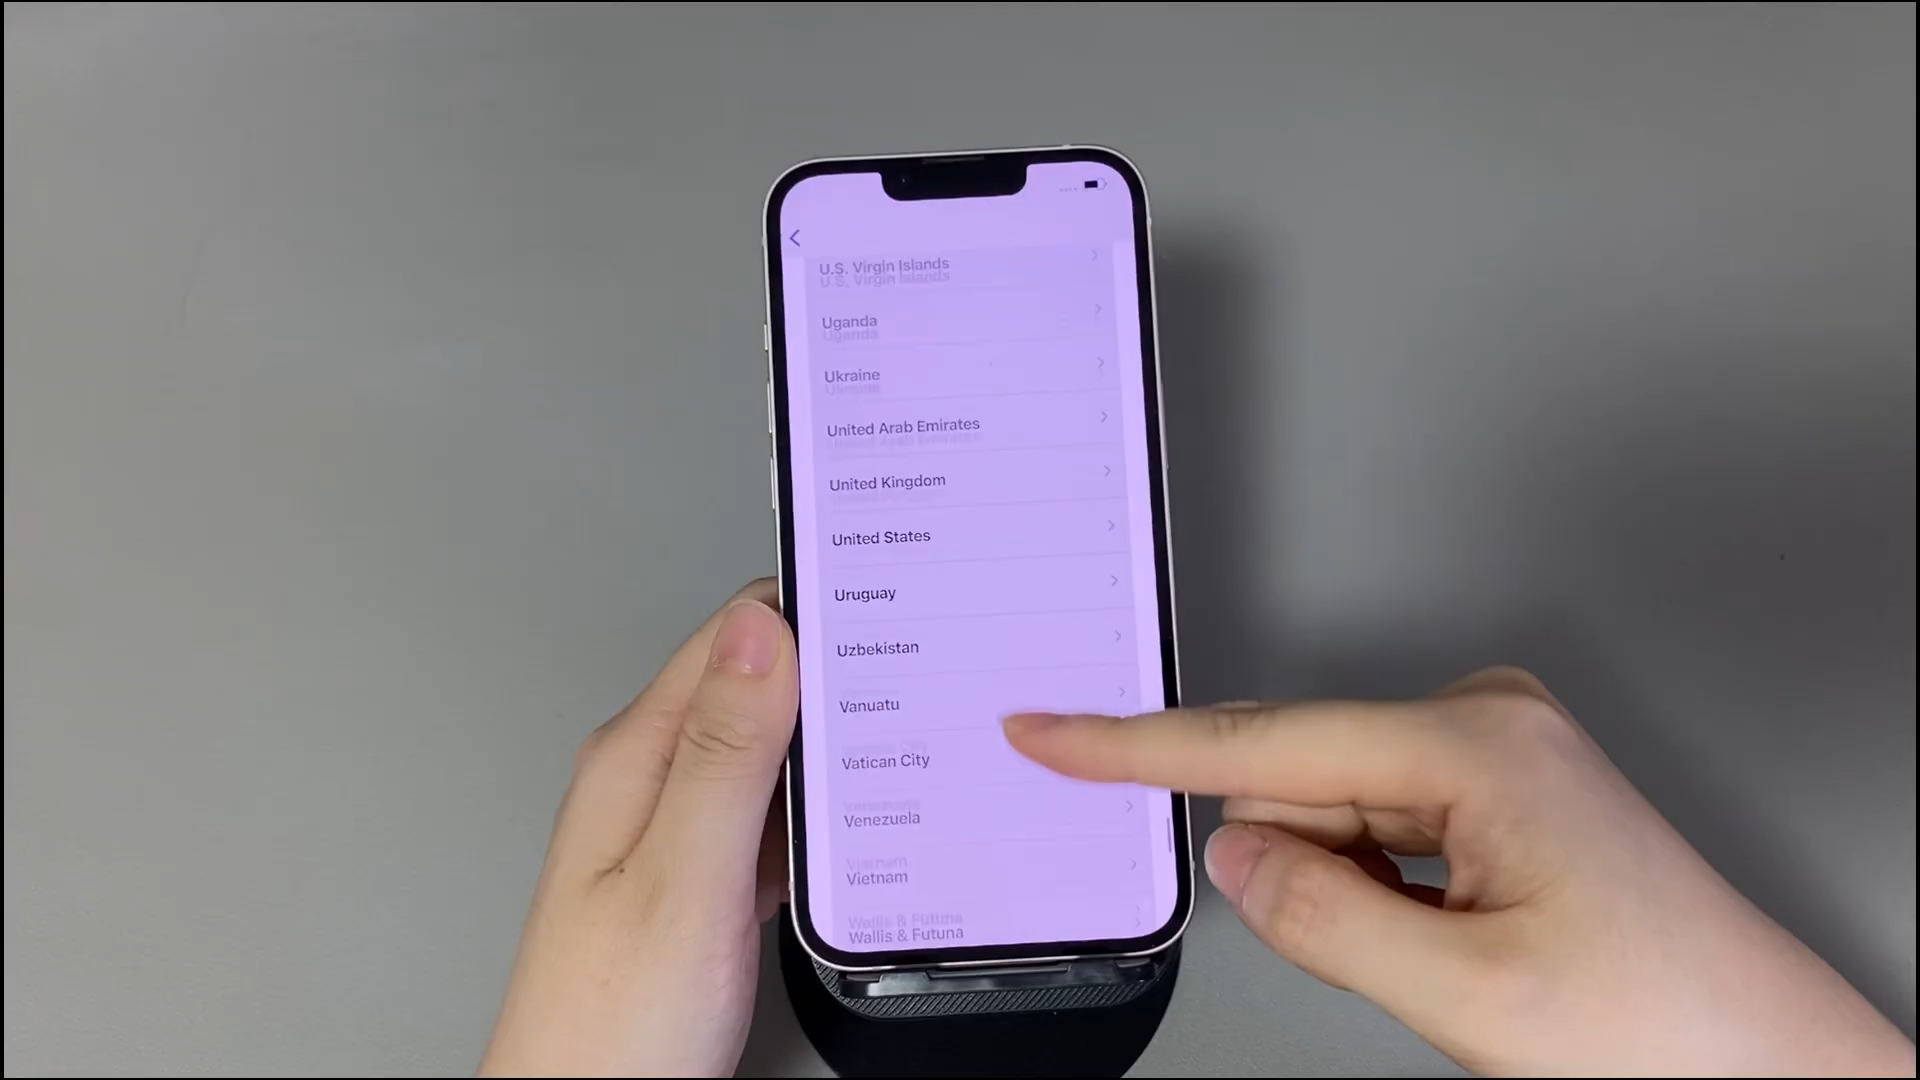 U.S. Virgin Islands
Uganda
Ukraine
United Arab Emirates
United Kingdom
United States
Uruguay
Uzbekistan
Vanuatu
Vatican City
Venezuela
Vietnam
Wallis & Futuna